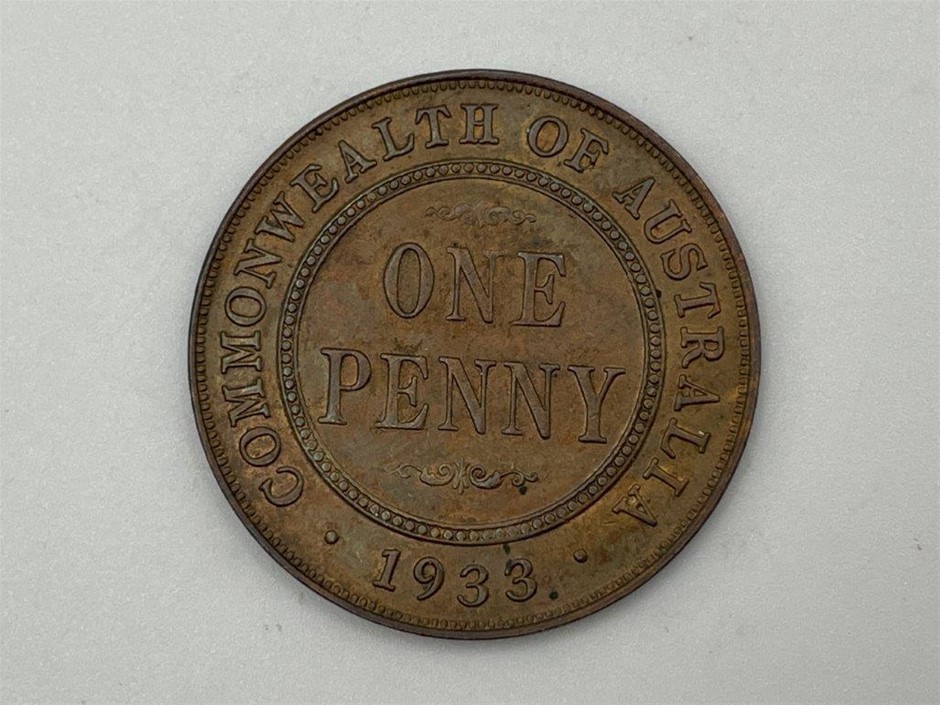 COMMONWEALTH OF AUSTRALIA
ONE
PENNY
· 1933 ·